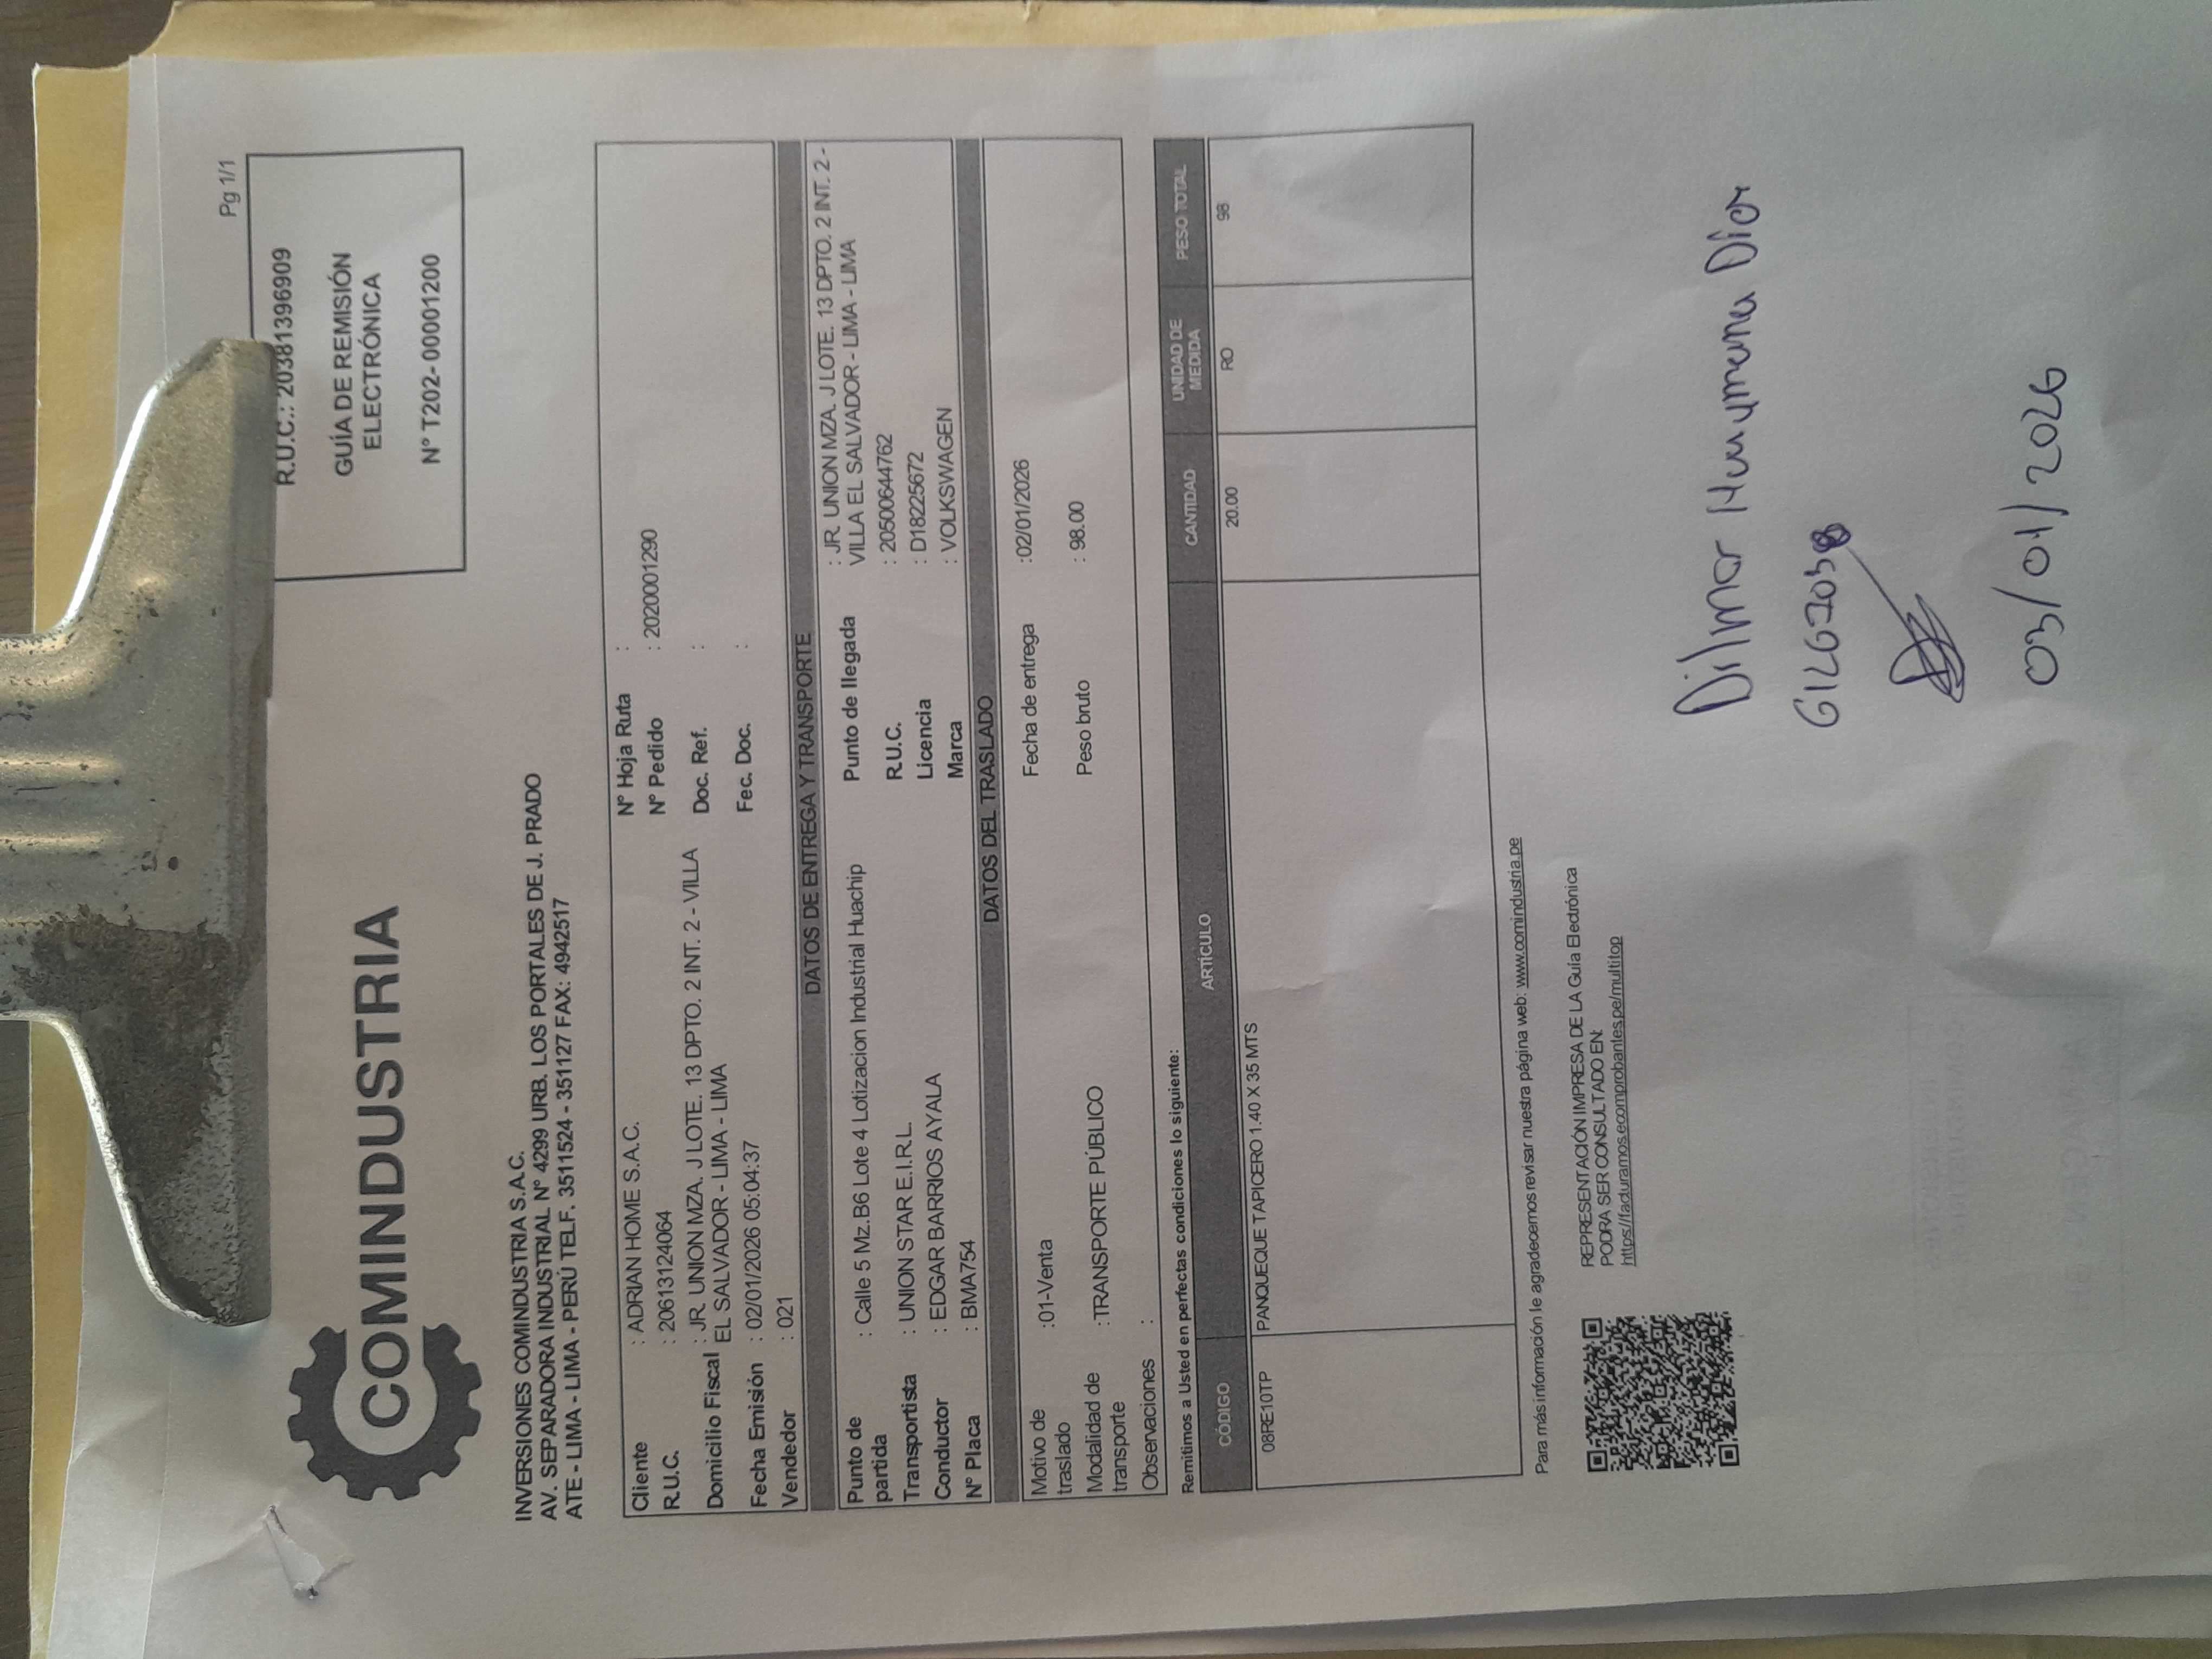 Pg 1/1
R.U.C.: 20381396909
GUÍA DE REMISIÓN
ELECTRÓNICA
N° T202- 00001200
COMINDUSTRIA
INVERSIONES COMINDUSTRIA S.A.C.
AV. SEPARADORA INDUSTRIAL N° 4299 URB. LOS PORTALES DE J. PRADO
ATE - LIMA - LIMA - PERÚ TELF. 3511524 - 351127 FAX: 4942517
Cliente : ADRIAN HOME S.A.C. N° Hoja Ruta :
R.U.C. : 20613124064 N° Pedido : 2020001290
Domicilio Fiscal : JR. UNION MZA. J LOTE. 13 DPTO. 2 INT. 2 - VILLA Doc. Ref. :
EL SALVADOR - LIMA - LIMA
Fecha Emisión : 02/01/2026 05:04:37 Fec. Doc. :
Vendedor : 021
DATOS DE ENTREGA Y TRANSPORTE
Punto de partida : Calle 5 Mz.B6 Lote 4 Lotizacion Industrial Huachip Punto de llegada : JR. UNION MZA. J LOTE. 13 DPTO. 2 INT. 2 -
VILLA EL SALVADOR - LIMA - LIMA
Transportista : UNION STAR E.I.R.L. R.U.C. : 20500644762
Conductor : EDGAR BARRIOS AYALA Licencia : D18225672
N° Placa : BMA754 Marca : VOLKSWAGEN
DATOS DEL TRASLADO
Motivo de traslado :01-Venta Fecha de entrega :02/01/2026
Modalidad de transporte :TRANSPORTE PÚBLICO Peso bruto : 98.00
Observaciones :
Remitimos a Usted en perfectas condiciones lo siguiente:
CÓDIGO ARTÍCULO CANTIDAD UNIDAD DE MEDIDA PESO TOTAL
08RE10TP PANQUEQUE TAPICERO 1.40 X 35 MTS 20.00 RO 98
Para más información le agradecemos revisar nuestra página web: www.comindustria.pe
REPRESENTACIÓN IMPRESA DE LA Guía Electrónica
PODRA SER CONSULTADO EN:
https://facturamos.ecomprobantes.pe/multitop
Dilmar Huaymana
03/01/2026